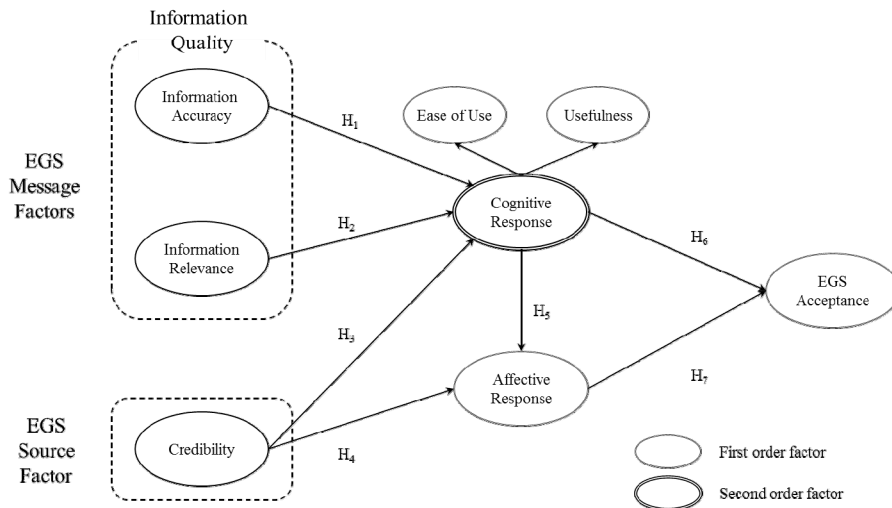 Information
Quality
Information
Accuracy
H1
Ease of Use
Usefulness
EGS
Message
Factors
Cognitive
Response
H2
Information
Relevance
H6
EGS
Acceptance
H3
H5
Affective
Response
H7
EGS
Source
Factor
Credibility
H4
First order factor
Second order factor